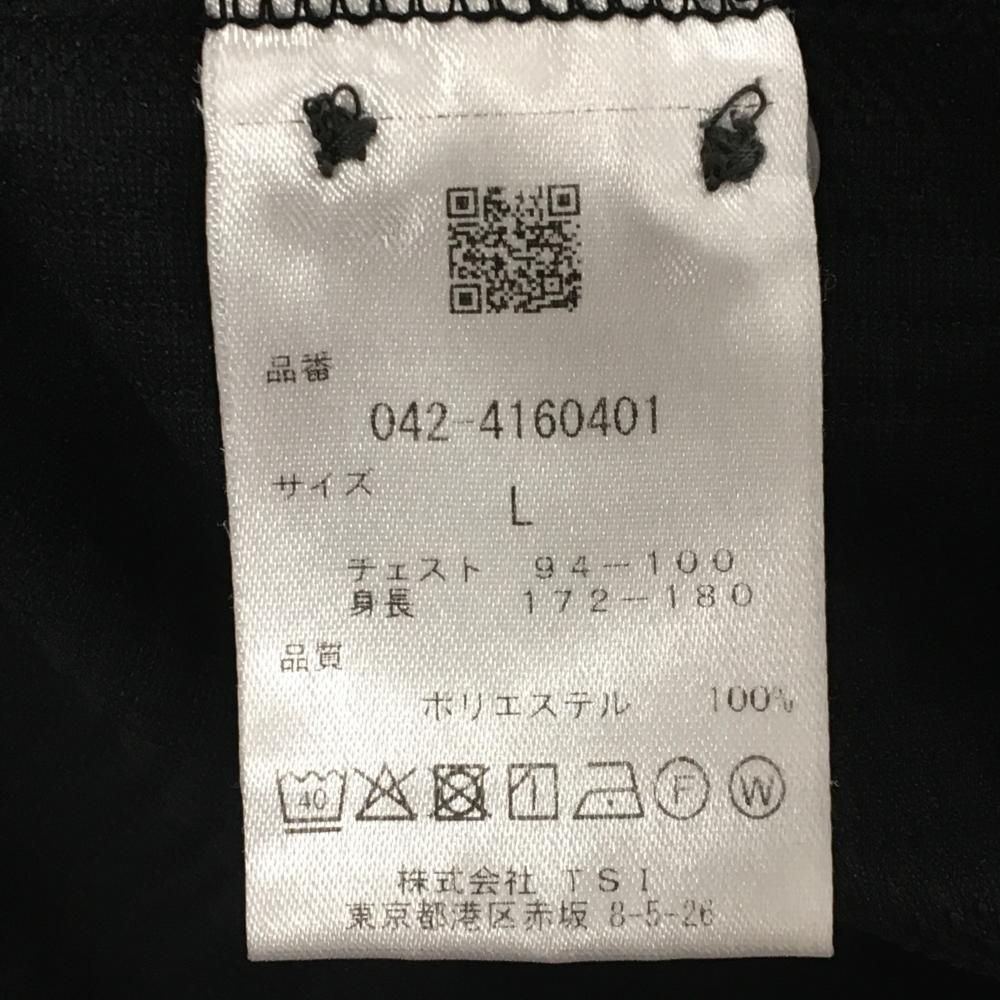 品番
042-4160401
サイズ
L
チェスト 94-100
身長 172-180
品質
ポリエステル 100%
40 F W
株式会社 TSI
東京都港区赤坂 8-5-26